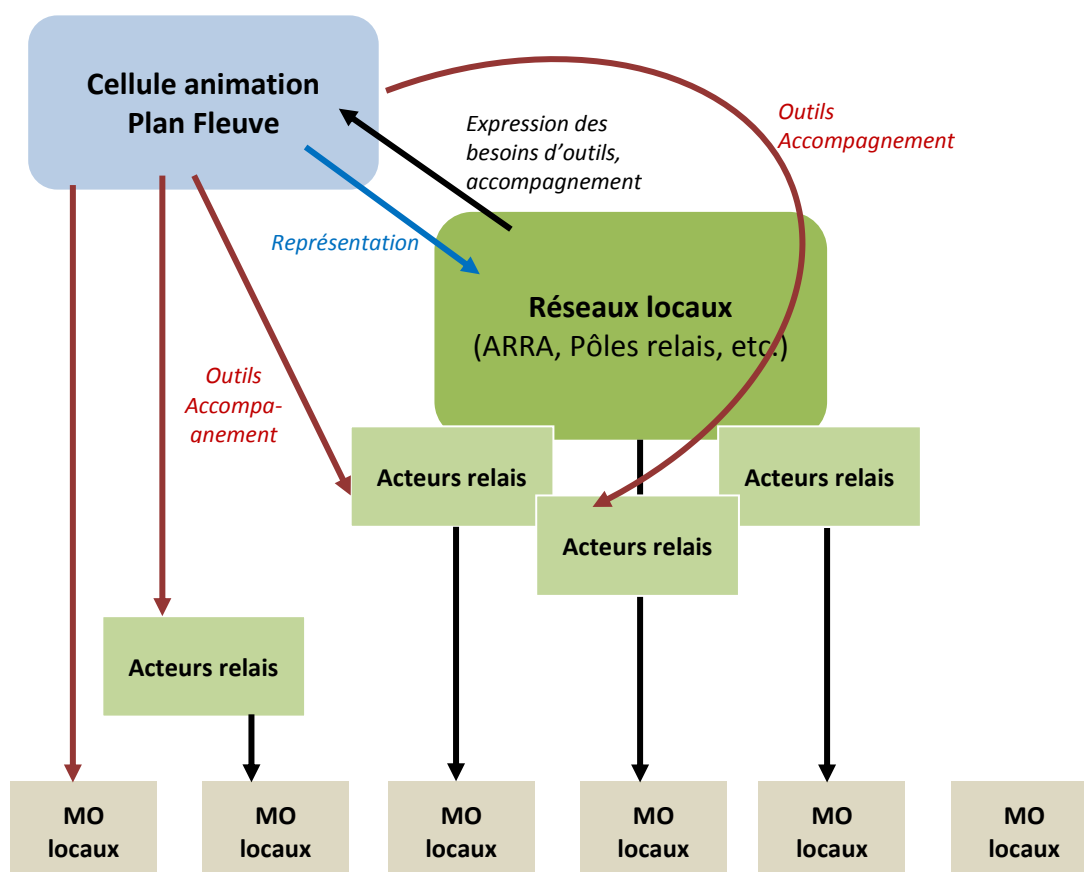 Cellule animation
Plan Fleuve
Outils
Accompagnement
Expression des
besoins d’outils,
accompagnement
Représentation
Réseaux locaux
(ARRA, Pôles relais, etc.)
Outils
Accompa-
gnement
Acteurs relais
Acteurs relais
Acteurs relais
Acteurs relais
MO
locaux
MO
locaux
MO
locaux
MO
locaux
MO
locaux
MO
locaux